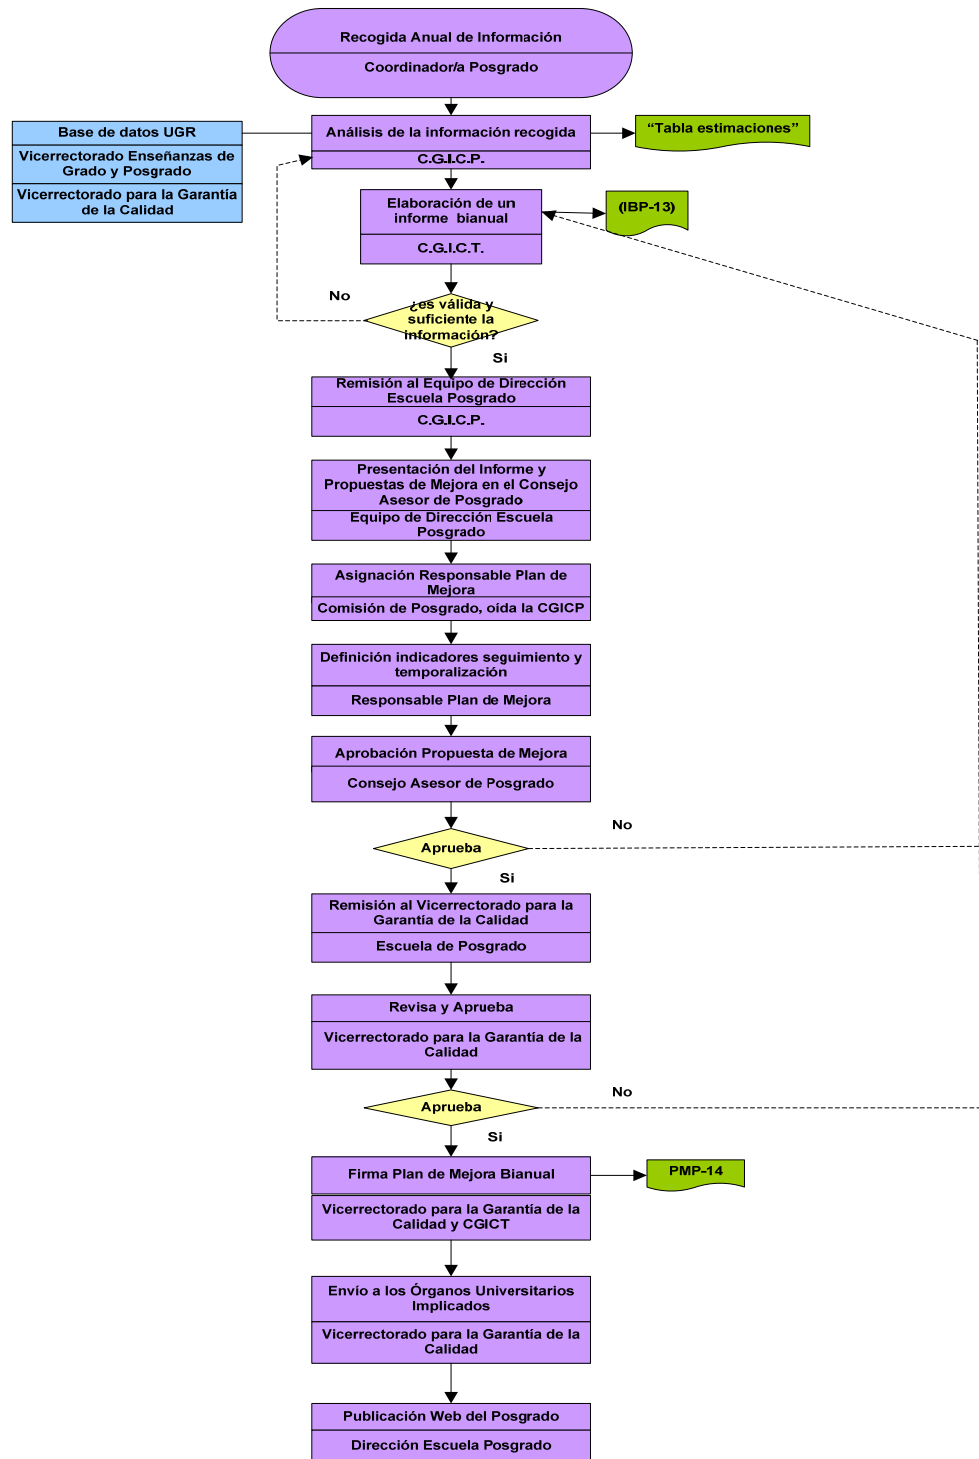 Recogida Anual de Información
Coordinador/a Posgrado
Base de datos UGR
Vicerrectorado Enseñanzas de
Grado y Posgrado
Vicerrectorado para la Garantía
de la Calidad
Análisis de la información recogida
C.G.I.C.P.
“Tabla estimaciones”
Elaboración de un
informe bianual
C.G.I.C.T.
(IBP-13)
No
¿es válida y
suficiente la
información?
Si
Remisión al Equipo de Dirección
Escuela Posgrado
C.G.I.C.P.
Presentación del Informe y
Propuestas de Mejora en el Consejo
Asesor de Posgrado
Equipo de Dirección Escuela
Posgrado
Asignación Responsable Plan de
Mejora
Comisión de Posgrado, oída la CGICP
Definición indicadores seguimiento y
temporalización
Responsable Plan de Mejora
Aprobación Propuesta de Mejora
Consejo Asesor de Posgrado
No
Aprueba
Si
Remisión al Vicerrectorado para la
Garantía de la Calidad
Escuela de Posgrado
Revisa y Aprueba
Vicerrectorado para la Garantía de la
Calidad
No
Aprueba
Si
Firma Plan de Mejora Bianual
Vicerrectorado para la Garantía de la
Calidad y CGICT
PMP-14
Envío a los Órganos Universitarios
Implicados
Vicerrectorado para la Garantía de la
Calidad
Publicación Web del Posgrado
Dirección Escuela Posgrado